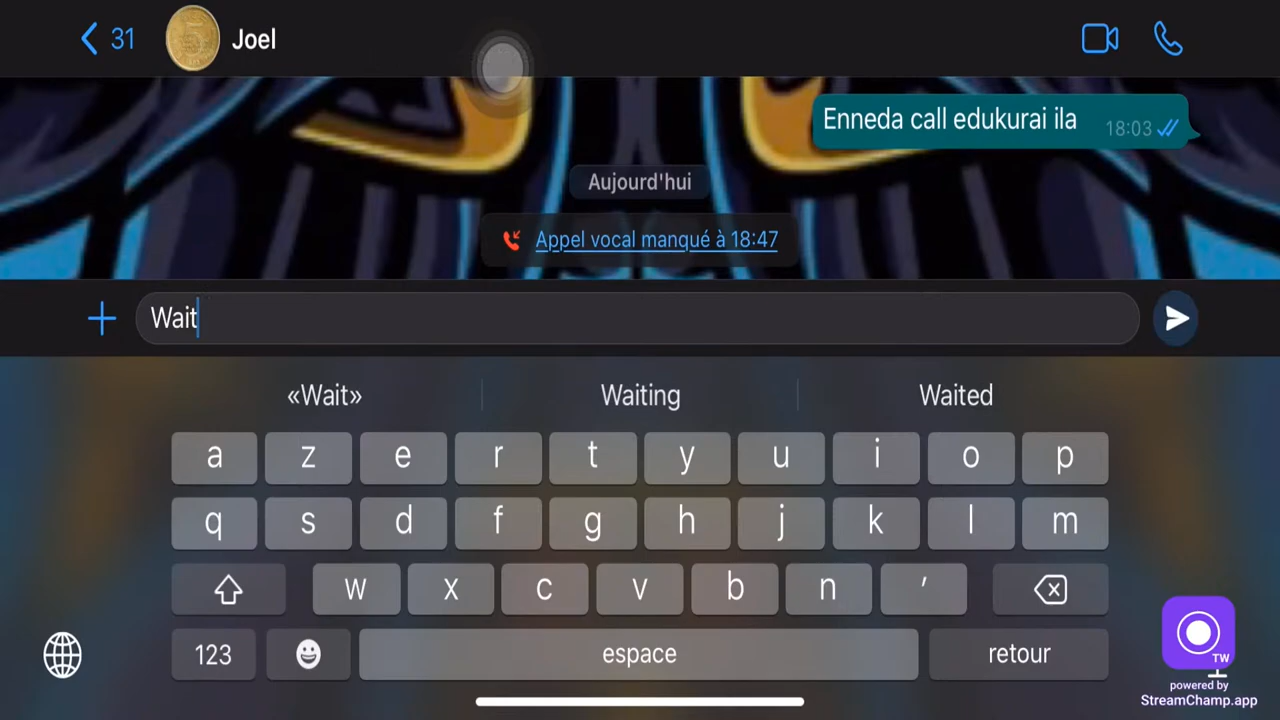 31
Joel
Enneda call edukurai ila
18:03
Aujourd'hui
Appel vocal manqué à 18:47
Wait
«Wait» Waiting Waited
a z e r t y u i o p
q s d f g h j k l m
w x c v b n '
123 espace retour
TW
powered by
StreamChamp.app